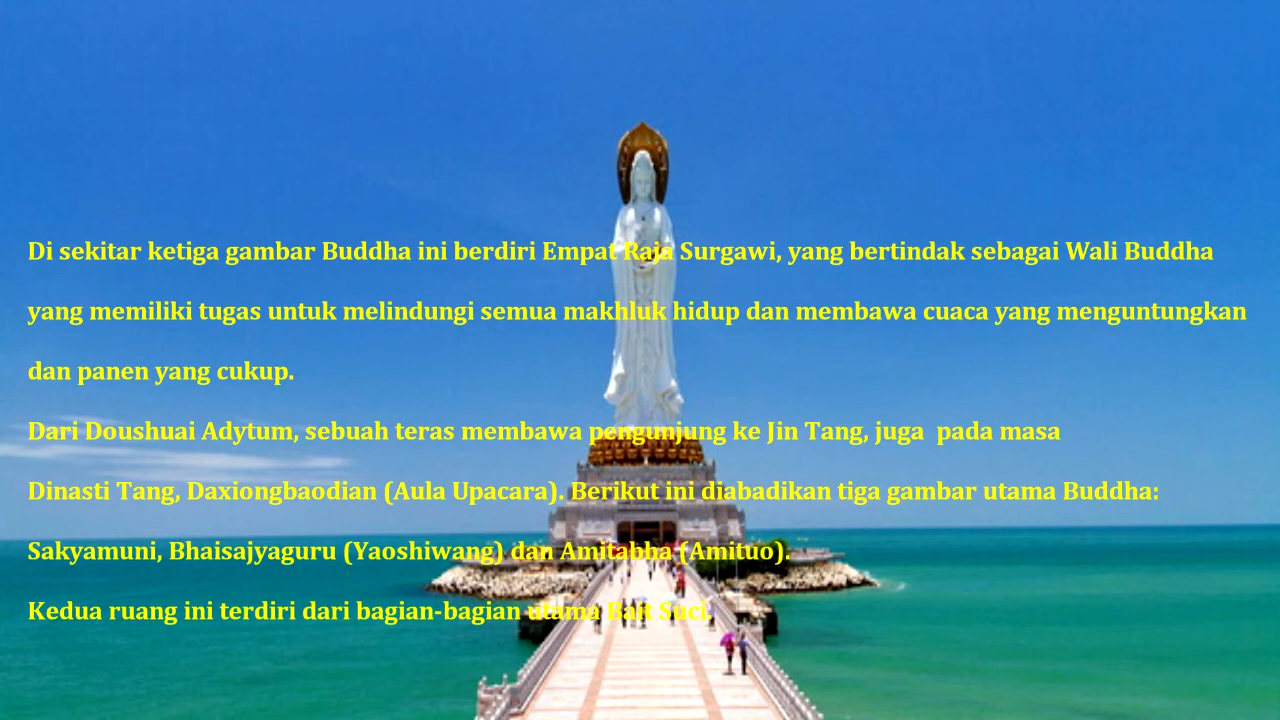 Di sekitar ketiga gambar Buddha ini berdiri Empat Raja Surgawi, yang bertindak sebagai Wali Buddha
yang memiliki tugas untuk melindungi semua makhluk hidup dan membawa cuaca yang menguntungkan
dan panen yang cukup.
Dari Doushuai Adytum, sebuah teras membawa pengunjung ke Jin Tang, juga  pada masa
Dinasti Tang, Daxiongbaodian (Aula Upacara). Berikut ini diabadikan tiga gambar utama Buddha:
Sakyamuni, Bhaisajyaguru (Yaoshiwang) dan Amitabha (Amituo).
Kedua ruang ini terdiri dari bagian-bagian utama Bait Suci.